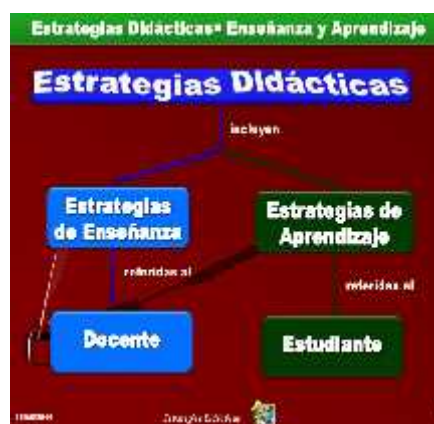 Estrategias Didácticas= Enseñanza y Aprendizaje
Estrategias Didácticas
incluyen
Estrategias
de Enseñanza
Estrategias de
Aprendizaje
referidas al
referidas al
Docente
Estudiante